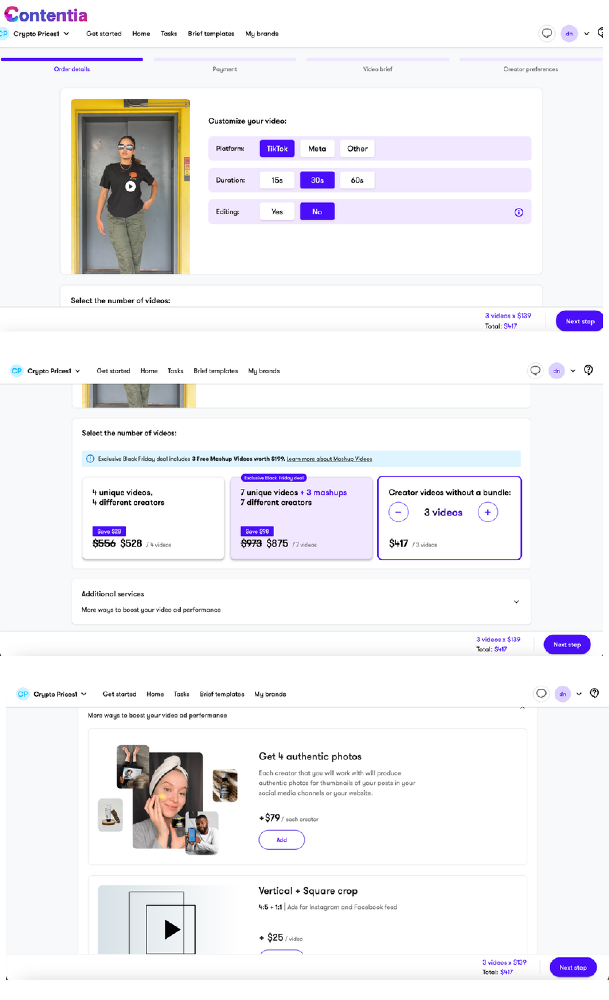 Contentia
CP Crypto Prices1 Get started Home Tasks Brief templates My brands dn
Order details Payment Video brief Creator preferences
Customize your video:
Platform: TikTok Meta Other
Duration: 15s 30s 60s
Editing: Yes No
Select the number of videos:
3 videos x $139
Total: $417
Next step
CP Crypto Prices1 Get started Home Tasks Brief templates My brands dn
Select the number of videos:
Exclusive Black Friday deal includes 3 Free Mashup Videos worth $199. Learn more about Mashup Videos
4 unique videos,
4 different creators
Save $28
$556 $528 / 4 videos
Exclusive Black Friday deal
7 unique videos + 3 mashups
7 different creators
Save $98
$973 $875 / 7 videos
Creator videos without a bundle:
− 3 videos +
$417 / 3 videos
Additional services
More ways to boost your video ad performance
3 videos x $139
Total: $417
Next step
CP Crypto Prices1 Get started Home Tasks Brief templates My brands dn
More ways to boost your video ad performance
Get 4 authentic photos
Each creator that you will work with will produce
authentic photos for thumbnails of your posts in your
social media channels or your website.
+$79 / each creator
Add
Vertical + Square crop
4:5 + 1:1 | Ads for Instagram and Facebook feed
+ $25 / video
3 videos x $139
Total: $417
Next step